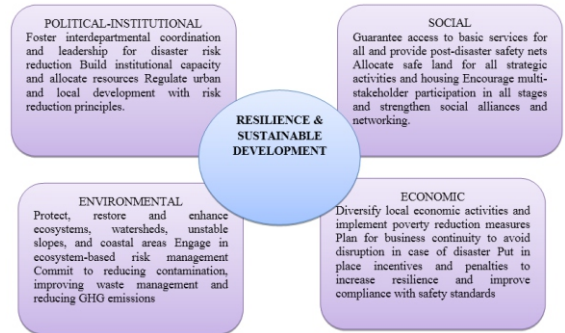 POLITICAL-INSTITUTIONAL
Foster interdepartmental coordination
and leadership for disaster risk
reduction Build institutional capacity
and allocate resources Regulate urban
and local development with risk
reduction principles.
SOCIAL
Guarantee access to basic services for
all and provide post-disaster safety nets
Allocate safe land for all strategic
activities and housing Encourage multi-
stakeholder participation in all stages
and strengthen social alliances and
networking.
RESILIENCE &
SUSTAINABLE
DEVELOPMENT
ENVIRONMENTAL
Protect, restore and enhance
ecosystems, watersheds, unstable
slopes, and coastal areas Engage in
ecosystem-based risk management
Commit to reducing contamination,
improving waste management and
reducing GHG emissions
ECONOMIC
Diversify local economic activities and
implement poverty reduction measures
Plan for business continuity to avoid
disruption in case of disaster Put in
place incentives and penalties to
increase resilience and improve
compliance with safety standards